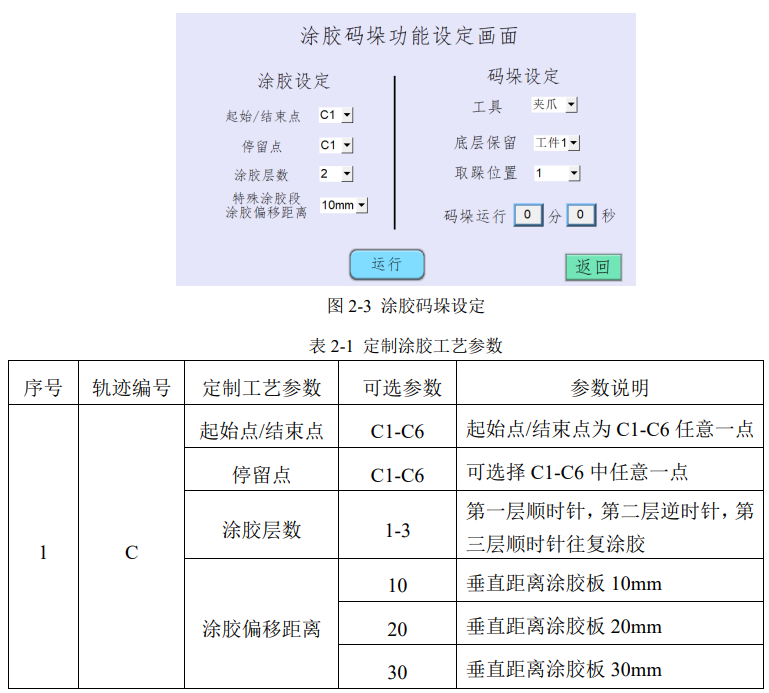 涂胶码垛功能设定画面
涂胶设定
起始/结束点 C1
停留点 C1
涂胶层数 2
特殊涂胶段
涂胶偏移距离 10mm
码垛设定
工具 夹爪
底层保留 工件1
取跺位置 1
码垛运行 0 分 0 秒
运行
返回
图 2-3 涂胶码垛设定
表 2-1 定制涂胶工艺参数
序号 轨迹编号 定制工艺参数 可选参数 参数说明
1 C 起始点/结束点 C1-C6 起始点/结束点为 C1-C6 任意一点
停留点 C1-C6 可选择 C1-C6 中任意一点
涂胶层数 1-3 第一层顺时针，第二层逆时针，第
三层顺时针往复涂胶
涂胶偏移距离 10 垂直距离涂胶板 10mm
20 垂直距离涂胶板 20mm
30 垂直距离涂胶板 30mm